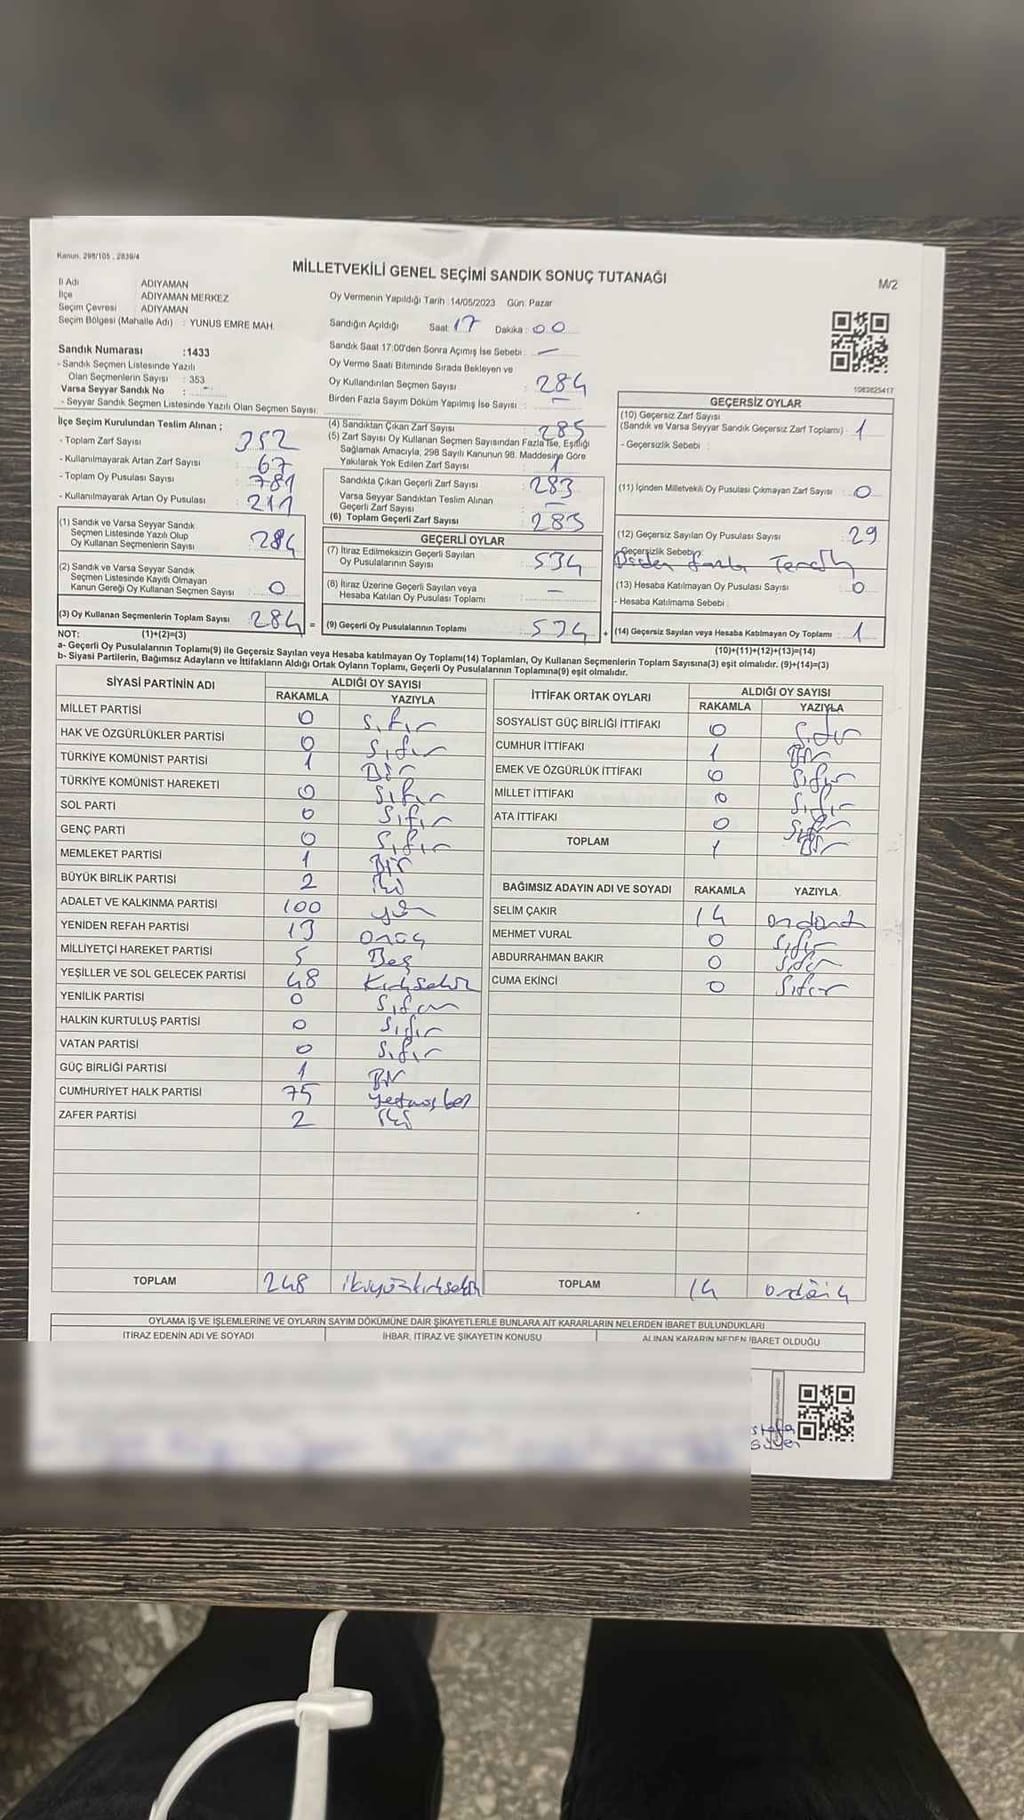 Kanun. 298/105 , 2839/4
MİLLETVEKİLİ GENEL SEÇİMİ SANDIK SONUÇ TUTANAĞI
M/2
İl Adı ADIYAMAN
İlçe ADIYAMAN MERKEZ
Seçim Çevresi ADIYAMAN
Seçim Bölgesi (Mahalle Adı) : YUNUS EMRE MAH.
Sandık Numarası :1433
- Sandık Seçmen Listesinde Yazılı
Olan Seçmenlerin Sayısı : 353
Varsa Seyyar Sandık No :
- Seyyar Sandık Seçmen Listesinde Yazılı Olan Seçmen Sayısı:
İlçe Seçim Kurulundan Teslim Alınan ;
- Toplam Zarf Sayısı 352
- Kullanılmayarak Artan Zarf Sayısı 67
- Toplam Oy Pusulası Sayısı 781
- Kullanılmayarak Artan Oy Pusulası : 211
(1) Sandık ve Varsa Seyyar Sandık
Seçmen Listesinde Yazılı Olup
Oy Kullanan Seçmenlerin Sayısı : 284
(2) Sandık ve Varsa Seyyar Sandık
Seçmen Listesinde Kayıtlı Olmayan
Kanun Gereği Oy Kullanan Seçmen Sayısı : 0
(3) Oy Kullanan Seçmenlerin Toplam Sayısı : 284 =
Oy Vermenin Yapıldığı Tarih :14/05/2023 Gün: Pazar
Sandığın Açıldığı Saat: 17 Dakika : 00
Sandık Saat 17:00'den Sonra Açımış İse Sebebi : —
Oy Verme Saati Bitiminde Sırada Bekleyen ve
Oy Kullandırılan Seçmen Sayısı : 284
Birden Fazla Sayım Döküm Yapılmış İse Sayısı : —
(4) Sandıktan Çıkan Zarf Sayısı : 285
(5) Zarf Sayısı Oy Kullanan Seçmen Sayısından Fazla İse, Eşitliği
Sağlamak Amacıyla, 298 Sayılı Kanunun 98. Maddesine Göre
Yakılarak Yok Edilen Zarf Sayısı : 1
Sandıkta Çıkan Geçerli Zarf Sayısı : 283
Varsa Seyyar Sandıktan Teslim Alınan
Geçerli Zarf Sayısı : —
(6) Toplam Geçerli Zarf Sayısı : 283
GEÇERLİ OYLAR
(7) İtiraz Edilmeksizin Geçerli Sayılan
Oy Pusulalarının Sayısı : 534
(8) İtiraz Üzerine Geçerli Sayılan veya
Hesaba Katılan Oy Pusulası Toplamı : —
(9) Geçerli Oy Pusulalarının Toplamı : 534 +
1082625417
GEÇERSİZ OYLAR
(10) Geçersiz Zarf Sayısı
(Sandık ve Varsa Seyyar Sandık Geçersiz Zarf Toplamı) : 1
- Geçersizlik Sebebi :
(11) İçinden Milletvekili Oy Pusulası Çıkmayan Zarf Sayısı : 0
(12) Geçersiz Sayılan Oy Pusulası Sayısı : 29
- Geçersizlik Sebebi : Birden fazla
(13) Hesaba Katılmayan Oy Pusulası Sayısı : 0
- Hesaba Katılmama Sebebi :
(14) Geçersiz Sayılan veya Hesaba Katılmayan Oy Toplamı : 1
NOT: (1)+(2)=(3) (10)+(11)+(12)+(13)=(14)
a- Geçerli Oy Pusulalarının Toplamı(9) ile Geçersiz Sayılan veya Hesaba katılmayan Oy Toplamı(14) Toplamları, Oy Kullanan Seçmenlerin Toplam Sayısına(3) eşit olmalıdır. (9)+(14)=(3)
b- Siyasi Partilerin, Bağımsız Adayların ve İttifakların Aldığı Ortak Oyların Toplamı, Geçerli Oy Pusulalarının Toplamına(9) eşit olmalıdır.
SİYASİ PARTİNİN ADI ALDIĞI OY SAYISI
RAKAMLA YAZIYLA
MİLLET PARTİSİ 0 Sıfır
HAK VE ÖZGÜRLÜKLER PARTİSİ 0 Sıfır
TÜRKİYE KOMÜNİST PARTİSİ 1 Bir
TÜRKİYE KOMÜNİST HAREKETİ 0 Sıfır
SOL PARTİ 0 Sıfır
GENÇ PARTİ 0 Sıfır
MEMLEKET PARTİSİ 1 Bir
BÜYÜK BİRLİK PARTİSİ 2 iki
ADALET VE KALKINMA PARTİSİ 100 yüz
YENİDEN REFAH PARTİSİ 13 onüç
MİLLİYETÇİ HAREKET PARTİSİ 5 Beş
YEŞİLLER VE SOL GELECEK PARTİSİ 48 Kırksekiz
YENİLİK PARTİSİ 0 Sıfır
HALKIN KURTULUŞ PARTİSİ 0 Sıfır
VATAN PARTİSİ 0 Sıfır
GÜÇ BİRLİĞİ PARTİSİ 1 Bir
CUMHURİYET HALK PARTİSİ 75 yetmişbeş
ZAFER PARTİSİ 2 iki
TOPLAM 248 ikiyüzkırksekiz
İTTİFAK ORTAK OYLARI ALDIĞI OY SAYISI
RAKAMLA YAZIYLA
SOSYALİST GÜÇ BİRLİĞİ İTTİFAKI 0 Sıfır
CUMHUR İTTİFAKI 1 Bir
EMEK VE ÖZGÜRLÜK İTTİFAKI 0 Sıfır
MİLLET İTTİFAKI 0 Sıfır
ATA İTTİFAKI 0 Sıfır
TOPLAM 1 Bir
BAĞIMSIZ ADAYIN ADI VE SOYADI RAKAMLA YAZIYLA
SELİM ÇAKIR 14 ondört
MEHMET VURAL 0 Sıfır
ABDURRAHMAN BAKIR 0 Sıfır
CUMA EKİNCİ 0 Sıfır
TOPLAM 14 ondört
OYLAMA İŞ VE İŞLEMLERİNE VE OYLARIN SAYIM DÖKÜMÜNE DAİR ŞİKAYETLERLE BUNLARA AİT KARARLARIN NELERDEN İBARET BULUNDUKLARI
İTİRAZ EDENİN ADI VE SOYADI İHBAR, İTİRAZ VE ŞİKAYETİN KONUSU ALINAN KARARIN NEDEN İBARET OLDUĞU